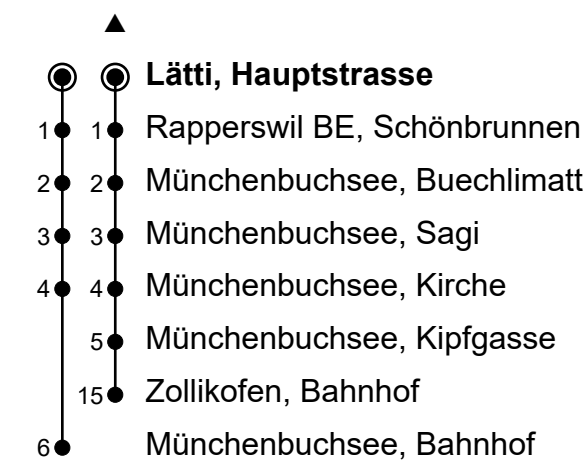 ▲
Lätti, Hauptstrasse
1 1 Rapperswil BE, Schönbrunnen
2 2 Münchenbuchsee, Buechlimatt
3 3 Münchenbuchsee, Sagi
4 4 Münchenbuchsee, Kirche
5 Münchenbuchsee, Kipfgasse
15 Zollikofen, Bahnhof
6 Münchenbuchsee, Bahnhof